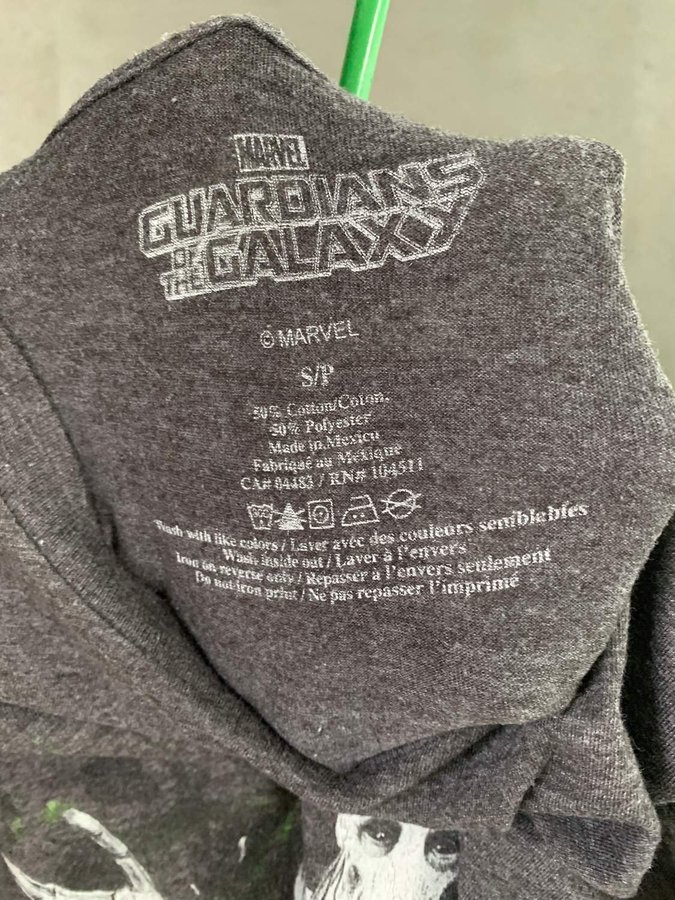 MARVEL
GUARDIANS
OF THE GALAXY
© MARVEL
S/P
50% Cotton/Coton,
50% Polyester
Made in Mexico
Fabriqué au Mexique
CA# 04483 / RN# 104511
Wash with like colors / Laver avec des couleurs semiblabies
Wash inside out / Laver à l'envers
Iron on reverse only / Repasser à l'envers seulement
Do not iron print / Ne pas repasser l'imprimé